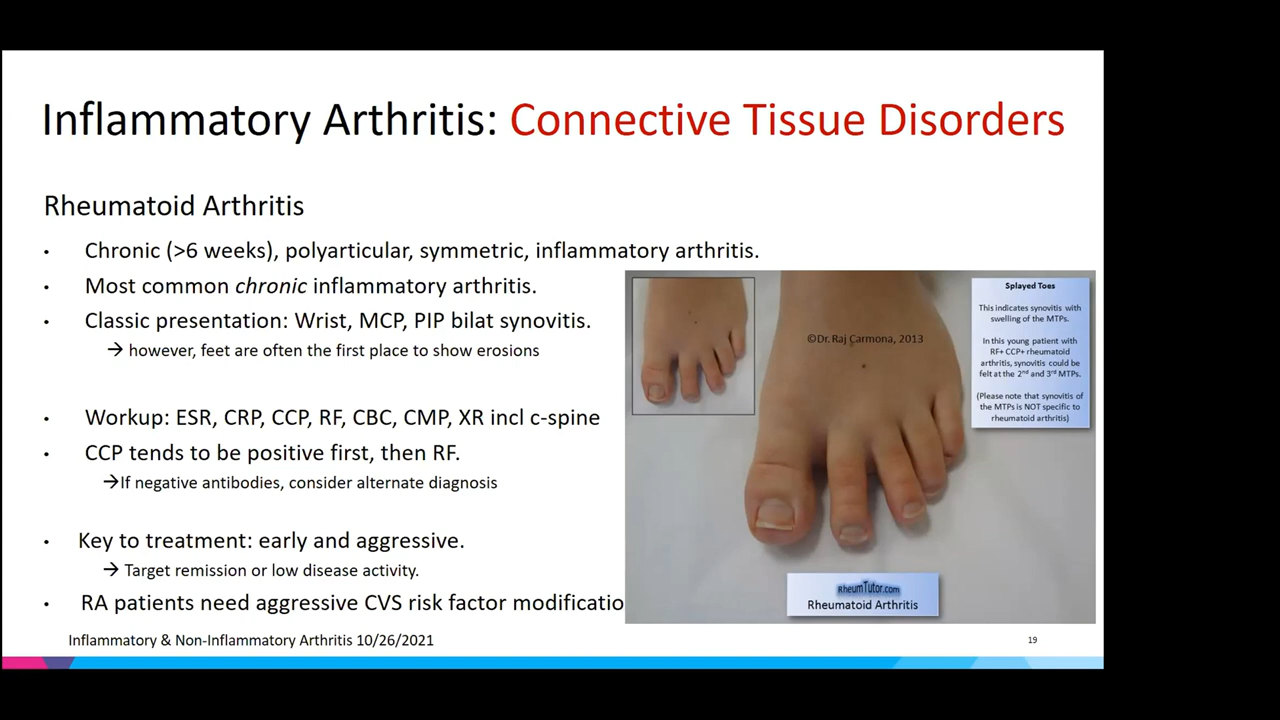 Inflammatory Arthritis: Connective Tissue Disorders
Rheumatoid Arthritis
• Chronic (>6 weeks), polyarticular, symmetric, inflammatory arthritis.
• Most common chronic inflammatory arthritis.
• Classic presentation: Wrist, MCP, PIP bilat synovitis.
→ however, feet are often the first place to show erosions
• Workup: ESR, CRP, CCP, RF, CBC, CMP, XR incl c-spine
• CCP tends to be positive first, then RF.
→If negative antibodies, consider alternate diagnosis
• Key to treatment: early and aggressive.
→ Target remission or low disease activity.
• RA patients need aggressive CVS risk factor modificatio
©Dr. Raj Carmona, 2013
Splayed Toes
This indicates synovitis with
swelling of the MTPs.
In this young patient with
RF+ CCP+ rheumatoid
arthritis, synovitis could be
felt at the 2nd and 3rd MTPs.
(Please note that synovitis of
the MTPs is NOT specific to
rheumatoid arthritis)
RheumTutor.com
Rheumatoid Arthritis
Inflammatory & Non-Inflammatory Arthritis 10/26/2021
19